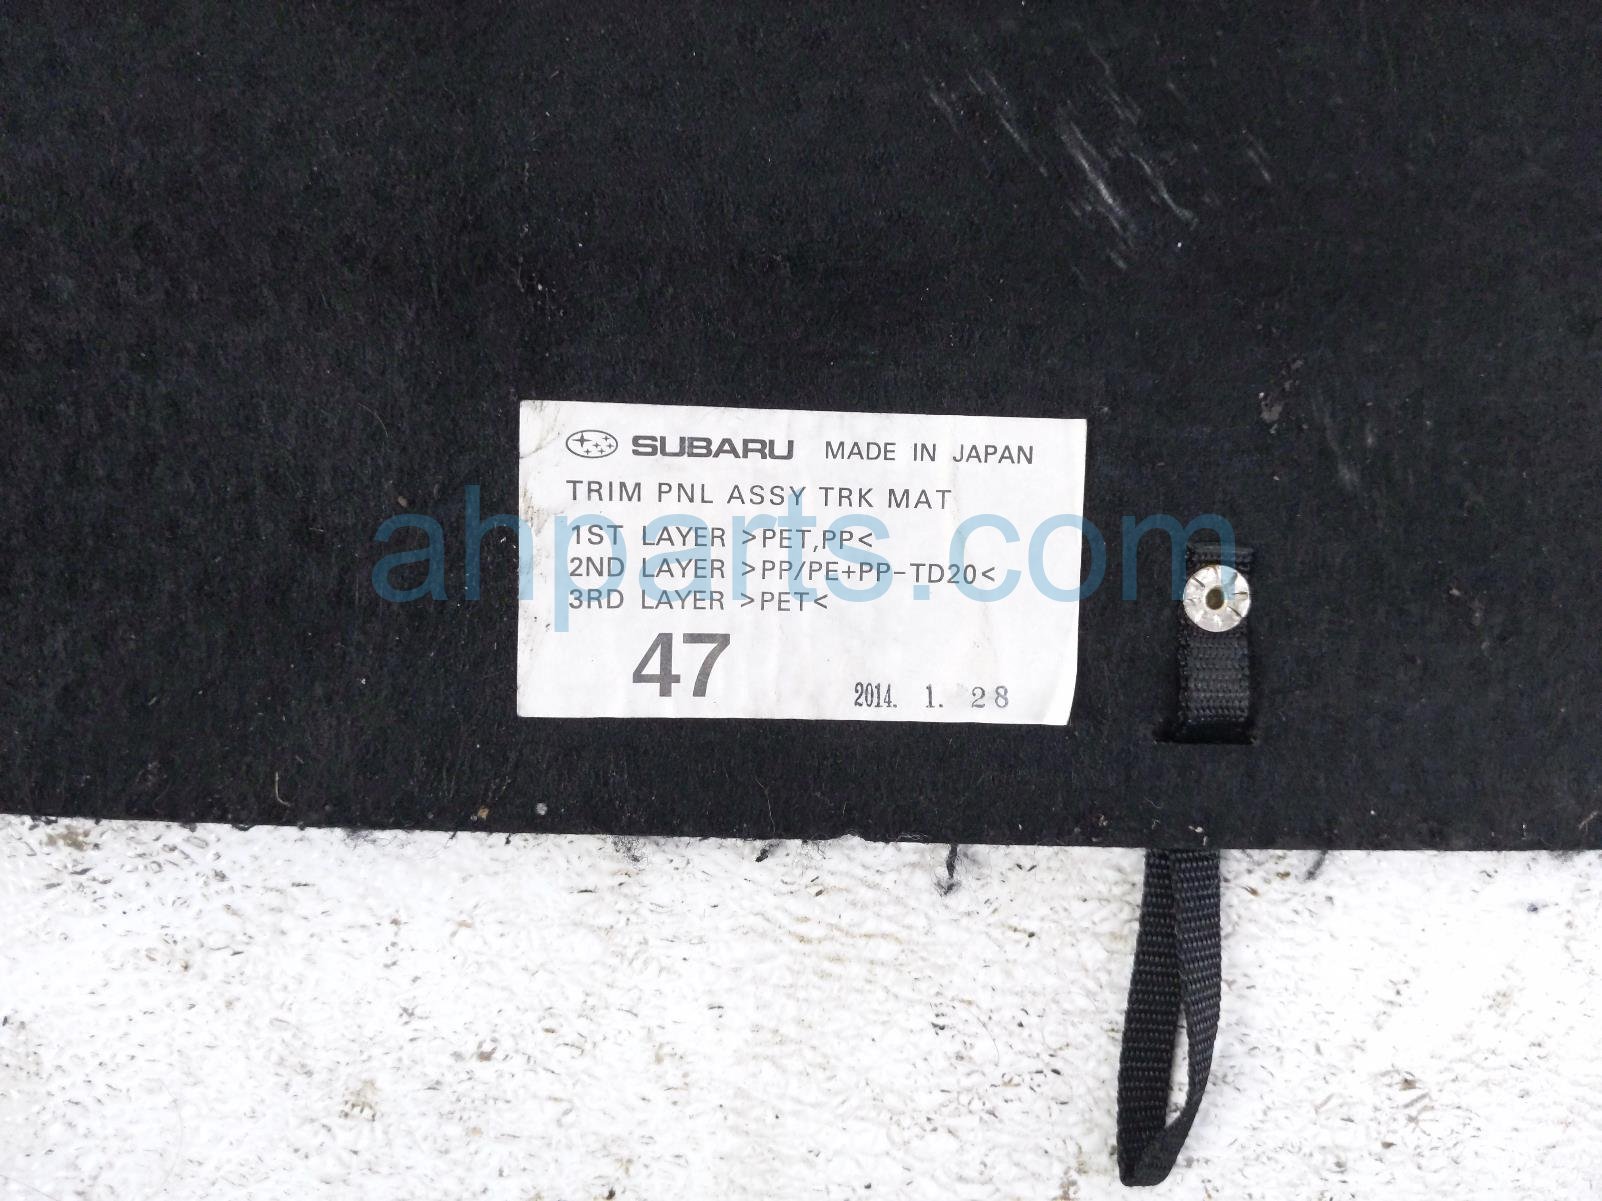 SUBARU MADE IN JAPAN
TRIM PNL ASSY TRK MAT
1ST LAYER >PET,PP<
2ND LAYER >PP/PE+PP-TD20<
3RD LAYER >PET<
47
2014. 1. 28
ahparts.com